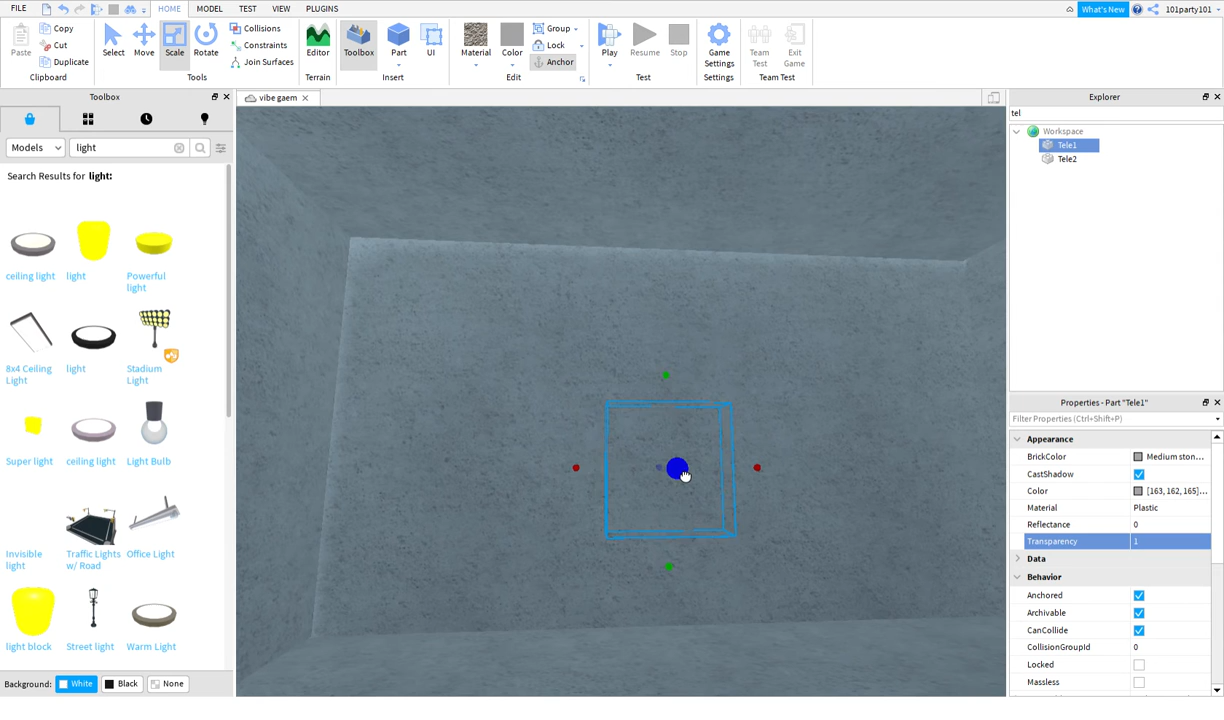 FILE HOME MODEL TEST VIEW PLUGINS What's New 101party101
Paste Copy Cut Duplicate Select Move Scale Rotate Collisions Constraints Join Surfaces Editor Toolbox Part UI Material Color Group Lock Anchor Play Resume Stop Game Settings Team Test Exit Game
Clipboard Tools Terrain Insert Edit Test Settings Team Test
Toolbox
vibe gaem
Explorer
tel
Workspace
Tele1
Tele2
Models light
Search Results for light:
ceiling light light Powerful light
8x4 Ceiling Light light Stadium Light
Super light ceiling light Light Bulb
Invisible light Traffic Lights w/ Road Office Light
light block Street light Warm Light
Background: White Black None
Properties - Part "Tele1"
Filter Properties (Ctrl+Shift+P)
Appearance
BrickColor Medium ston...
CastShadow
Color [163, 162, 165]...
Material Plastic
Reflectance 0
Transparency 1
Data
Behavior
Anchored
Archivable
CanCollide
CollisionGroupId 0
Locked
Massless